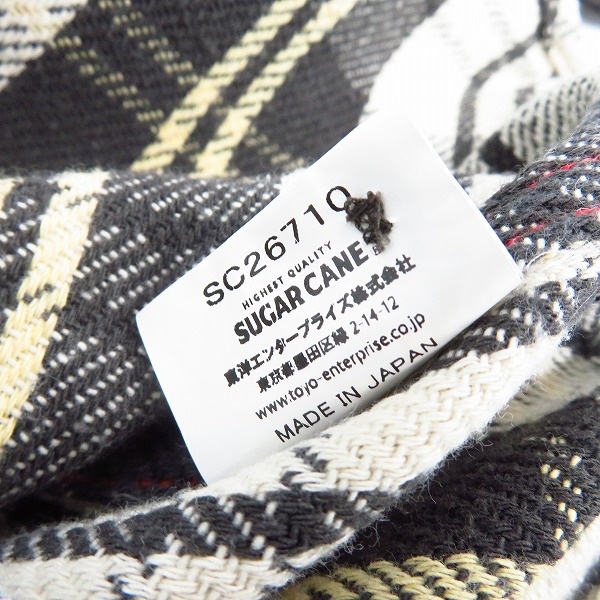 SC26710
HIGHEST QUALITY
SUGAR CANE
東洋エンタープライズ株式会社
東京都墨田区緑 2-14-12
www.toyo-enterprise.co.jp
MADE IN JAPAN